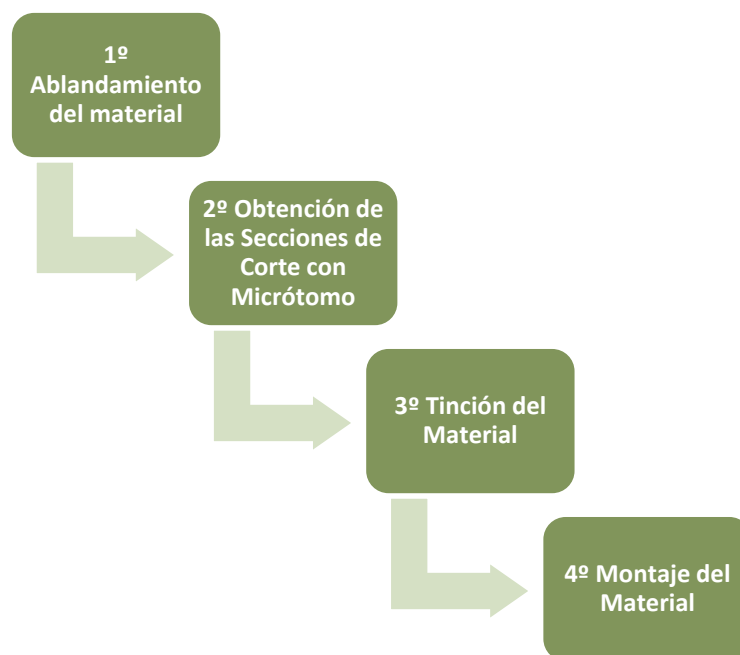 1º
Ablandamiento
del material
2º Obtención de
las Secciones de
Corte con
Micrótomo
3º Tinción del
Material
4º Montaje del
Material